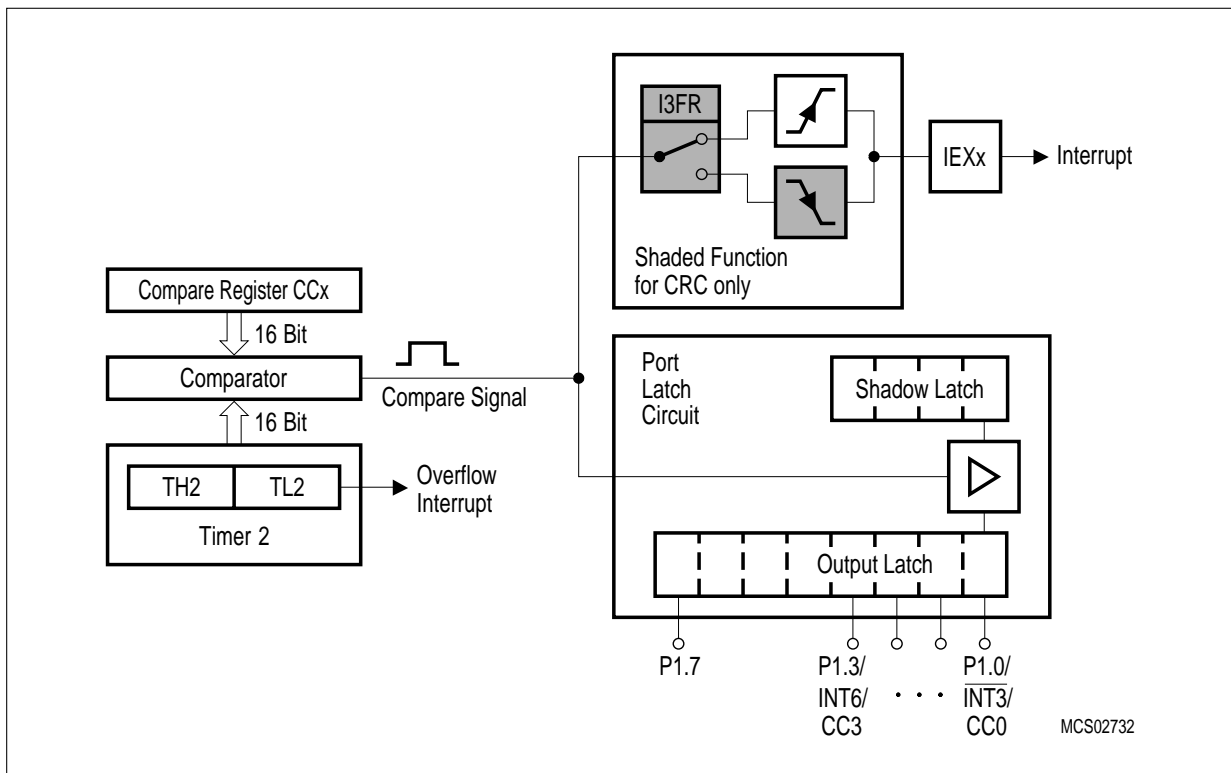 I3FR
IEXx
Interrupt
Shaded Function
for CRC only
Compare Register CCx
16 Bit
Comparator
Compare Signal
16 Bit
TH2
TL2
Overflow
Interrupt
Timer 2
Port
Latch
Circuit
Shadow Latch
Output Latch
P1.7
P1.3/
INT6/
CC3
. . .
P1.0/
INT3/
CC0
MCS02732